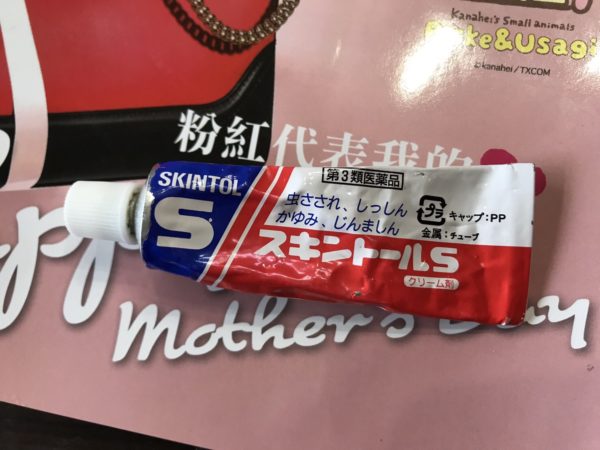 Kanahei's Small animals
ke&Usagi
©kanahei/TXCOM
粉紅代表我的
SKINTOL
S
第3類医薬品
虫さされ、しっしん
かゆみ、じんましん
プラ
キャップ:PP
金属:チューブ
スキントールS
クリーム剤
Mother's Day